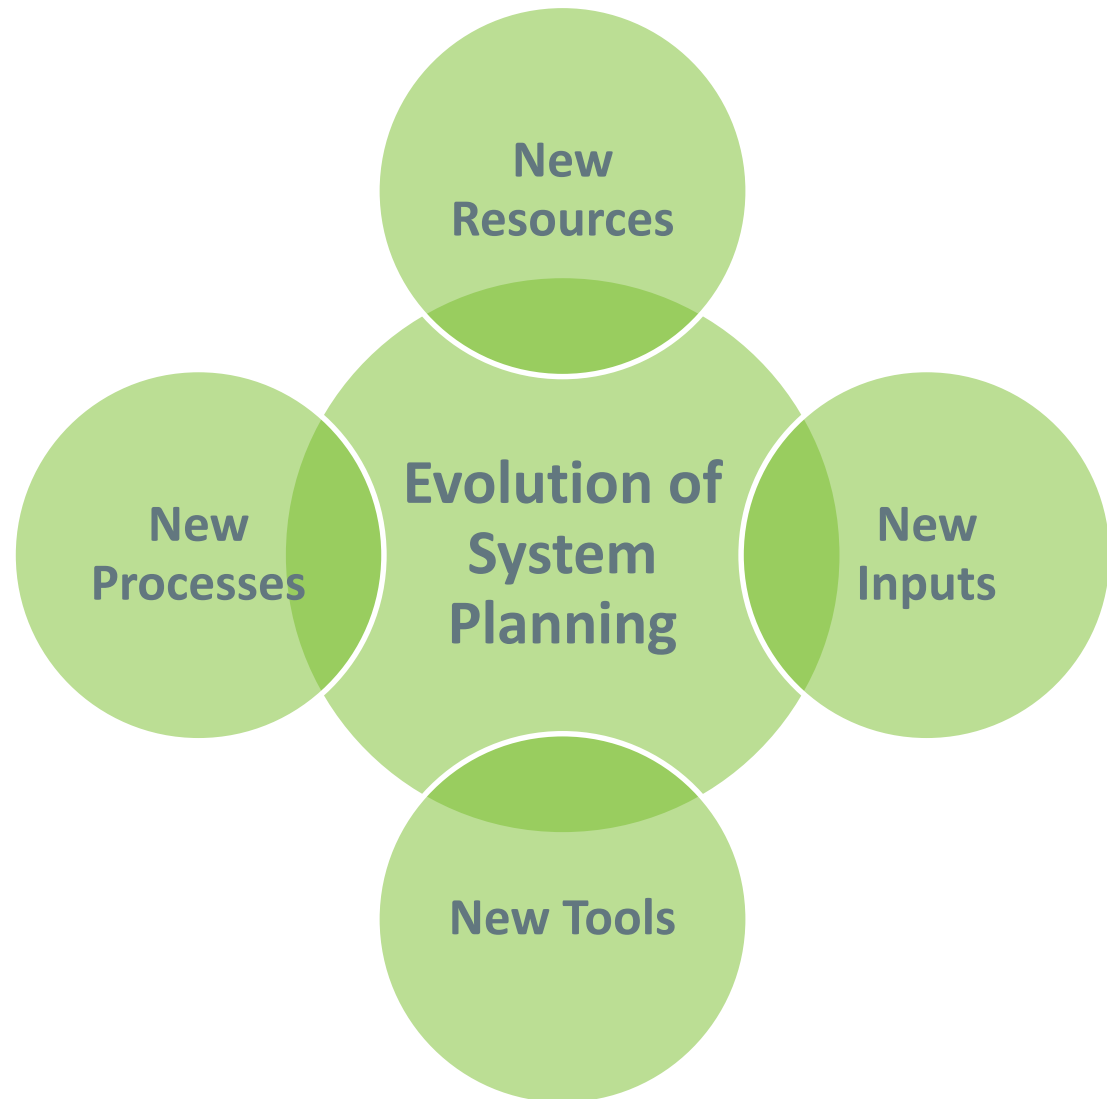 New
Resources
Evolution of
System
Planning
New
Processes
New
Inputs
New Tools